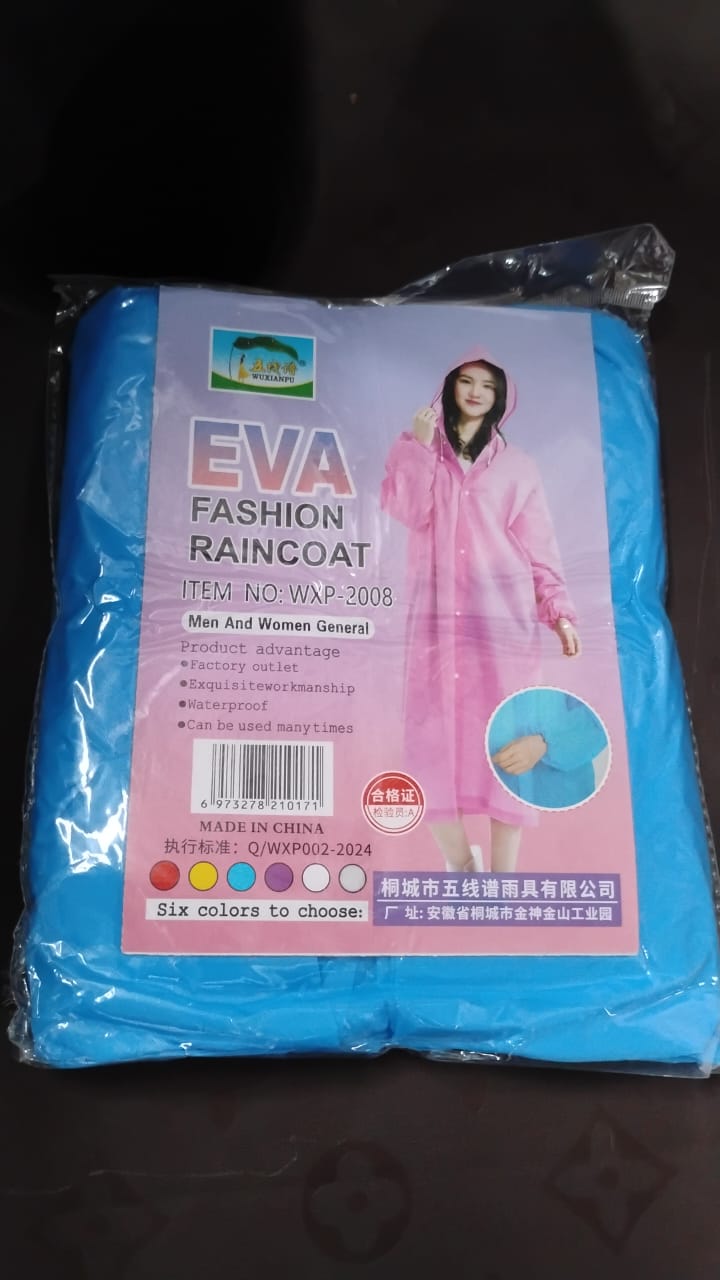 五线谱®
WUXIANPU
EVA
FASHION
RAINCOAT
ITEM NO: WXP-2008
Men And Women General
Product advantage
●Factory outlet
●Exquisiteworkmanship
●Waterproof
●Can be used manytimes
6 973278 210171
MADE IN CHINA
执行标准: Q/WXP002-2024
合格证
检验员:A
Six colors to choose:
桐城市五线谱雨具有限公司
厂 址: 安徽省桐城市金神金山工业园